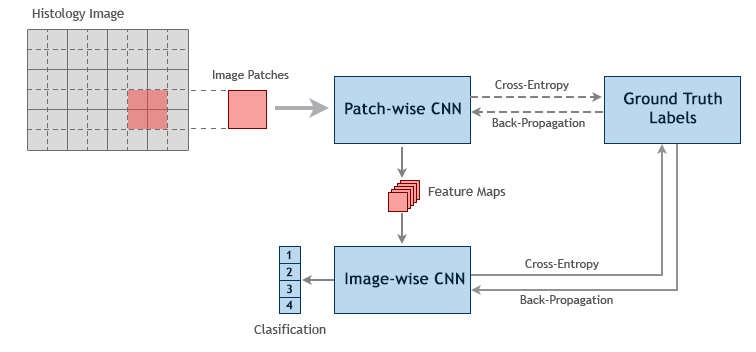 Histology Image
Image Patches
Patch-wise CNN
Cross-Entropy
Back-Propagation
Ground Truth
Labels
Feature Maps
1
2
3
4
Image-wise CNN
Cross-Entropy
Back-Propagation
Clasification